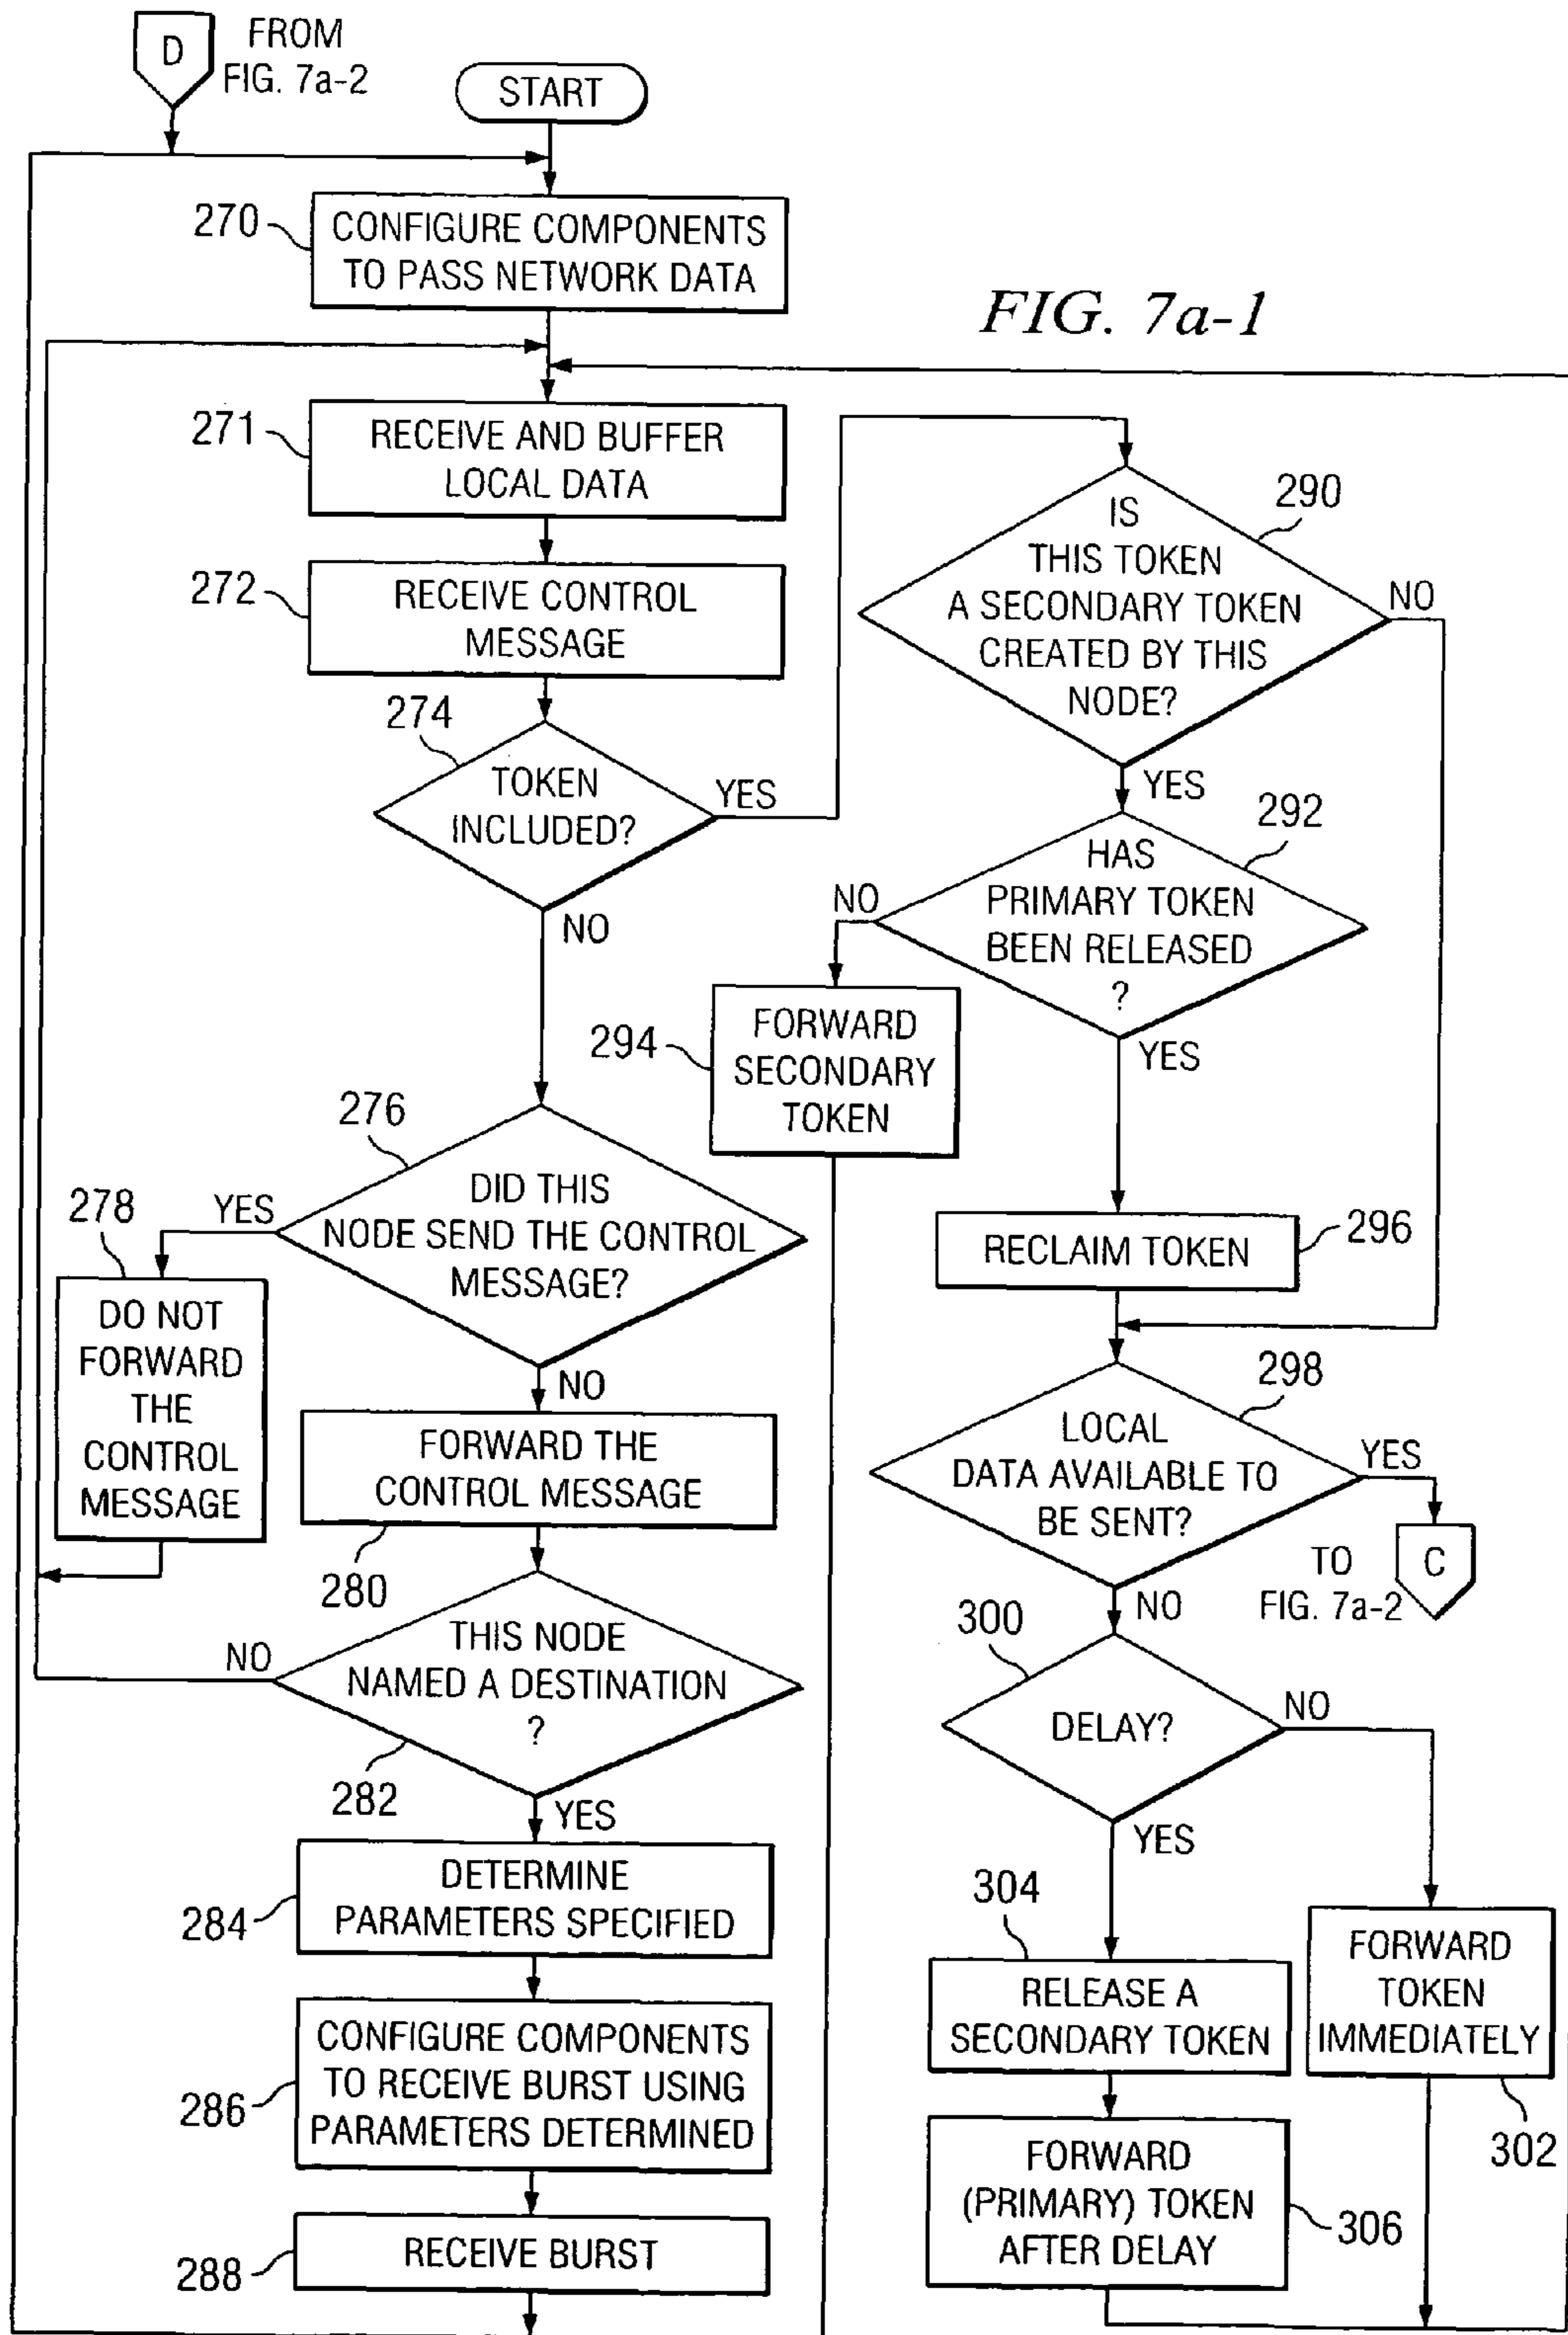 D
FROM
FIG. 7a-2
START
270
CONFIGURE COMPONENTS
TO PASS NETWORK DATA
FIG. 7a-1
271
RECEIVE AND BUFFER
LOCAL DATA
272
RECEIVE CONTROL
MESSAGE
274
TOKEN
INCLUDED?
YES
NO
276
DID THIS
NODE SEND THE CONTROL
MESSAGE?
YES
NO
278
DO NOT
FORWARD
THE
CONTROL
MESSAGE
FORWARD THE
CONTROL MESSAGE
280
THIS NODE
NAMED A DESTINATION
?
NO
282
YES
284
DETERMINE
PARAMETERS SPECIFIED
286
CONFIGURE COMPONENTS
TO RECEIVE BURST USING
PARAMETERS DETERMINED
288
RECEIVE BURST
290
IS
THIS TOKEN
A SECONDARY TOKEN
CREATED BY THIS
NODE?
NO
YES
292
HAS
PRIMARY TOKEN
BEEN RELEASED
?
NO
YES
294
FORWARD
SECONDARY
TOKEN
RECLAIM TOKEN
296
298
LOCAL
DATA AVAILABLE TO
BE SENT?
YES
TO
FIG. 7a-2
C
NO
300
DELAY?
NO
YES
304
RELEASE A
SECONDARY TOKEN
FORWARD
TOKEN
IMMEDIATELY
302
FORWARD
(PRIMARY) TOKEN
AFTER DELAY
306